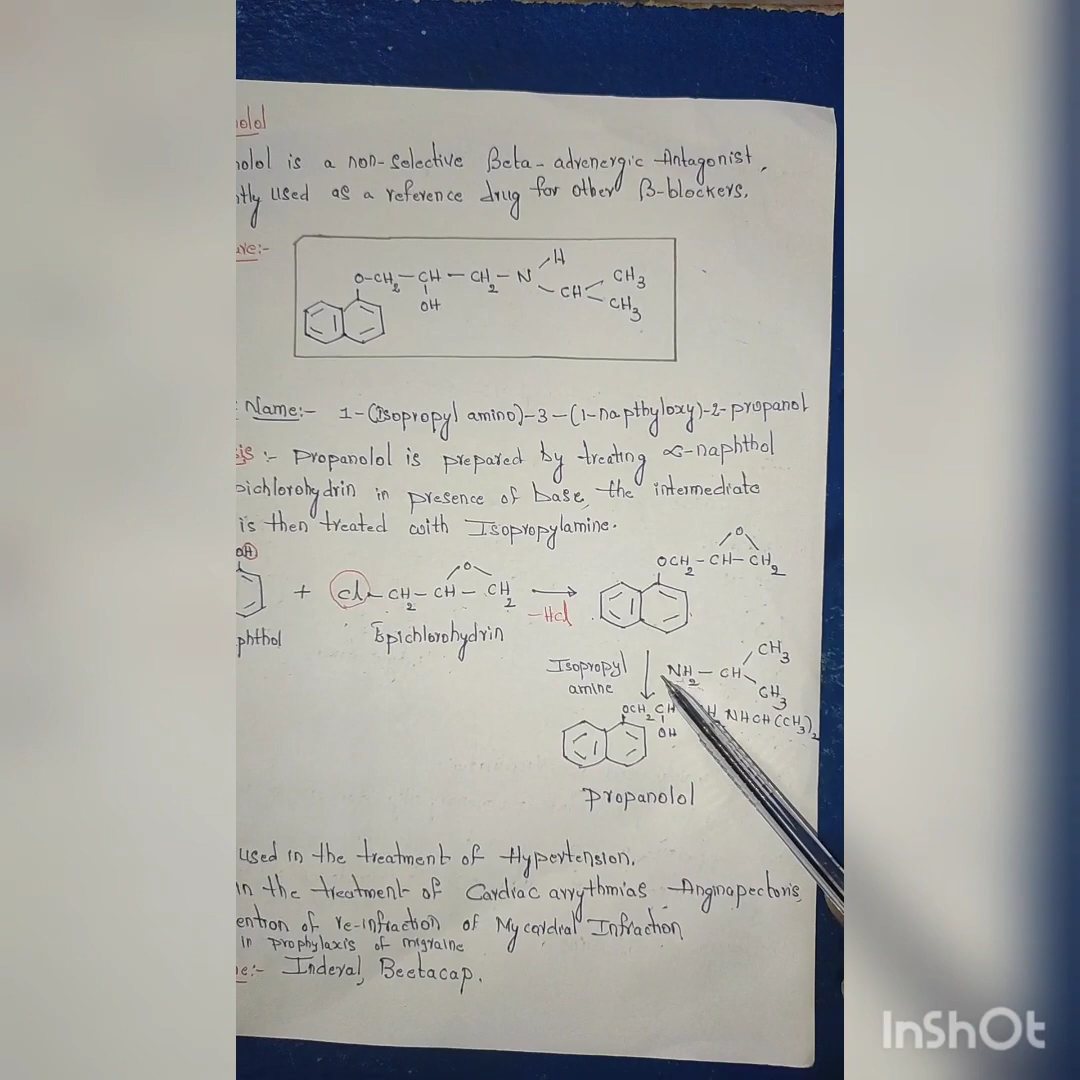 nolol
nolol is a non-selective Beta-adrenergic Antagonist.
ntly used as a reference drug for other β-blockers.
ure:-
O-CH2-CH-CH2-N H
OH CH CH3
CH3
Name:- 1-(Isopropyl amino)-3-(1-napthyloxy)-2-propanol
sis :- Propanolol is prepared by treating α-naphthol
pichlorohydrin in presence of base, the intermediate
is then treated with Isopropylamine.
OH
+ Cl-CH2-CH-CH2 O
-Hcl
OCH2-CH-CH2 O
phthol Epichlorohydrin
Isopropyl amine
NH2-CH CH3
CH3
OCH2 CH
OH
NHCH(CH3)2
Propanolol
used in the treatment of Hypertension.
in the treatment of Cardiac arrythmias Anginapectoris,
ention of re-infraction of Mycardial Infraction
in prophylaxis of migraine
e:- Inderal, Beetacap.
InShOt